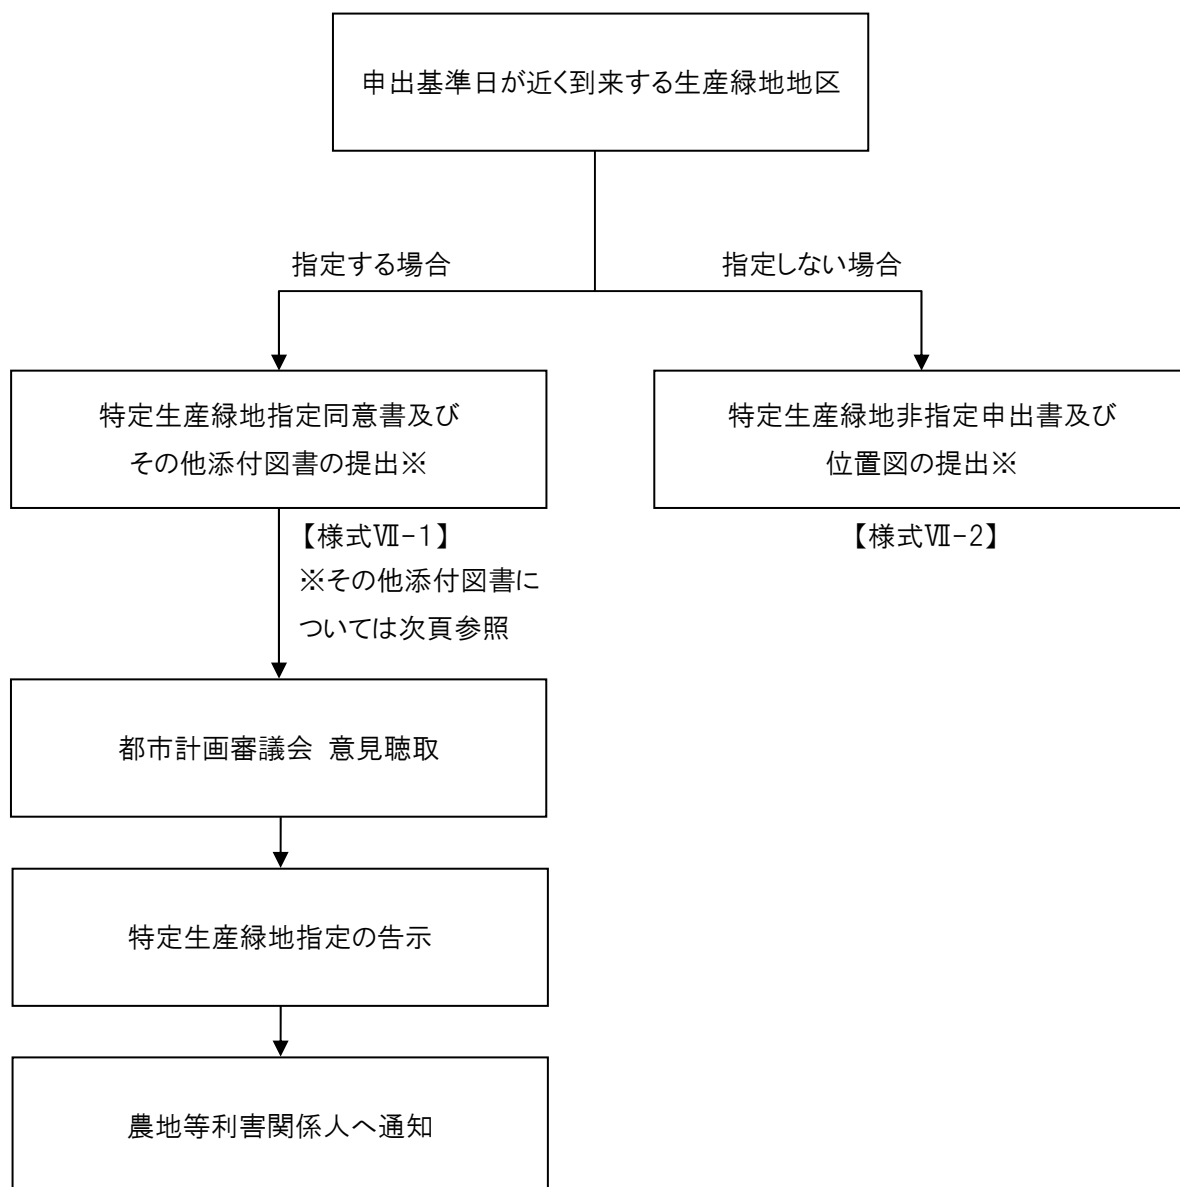 申出基準日が近く到来する生産緑地地区
指定する場合
指定しない場合
特定生産緑地指定同意書及び
その他添付図書の提出※
特定生産緑地非指定申出書及び
位置図の提出※
【様式Ⅶ-1】
※その他添付図書に
ついては次頁参照
【様式Ⅶ-2】
都市計画審議会 意見聴取
特定生産緑地指定の告示
農地等利害関係人へ通知